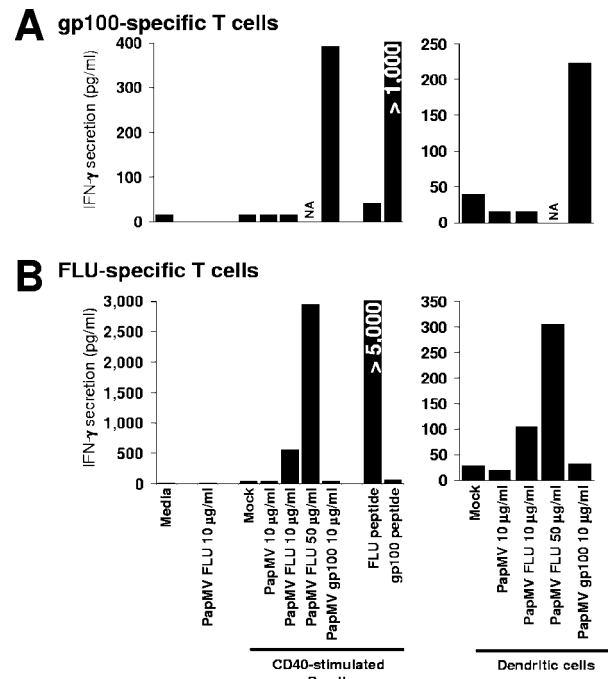 A gp100-specific T cells
IFN-γ secretion (pg/ml)
400
300
200
100
0
NA
> 1,000
250
200
150
100
50
0
NA
B FLU-specific T cells
IFN-γ secretion (pg/ml)
3,000
2,500
2,000
1,500
1,000
500
0
> 5,000
350
300
250
200
150
100
50
0
Media
PapMV FLU 10 µg/ml
Mock
PapMV 10 µg/ml
PapMV FLU 10 µg/ml
PapMV FLU 50 µg/ml
PapMV gp100 10 µg/ml
FLU peptide
gp100 peptide
Mock
PapMV 10 µg/ml
PapMV FLU 10 µg/ml
PapMV FLU 50 µg/ml
PapMV gp100 10 µg/ml
CD40-stimulated
Dendritic cells